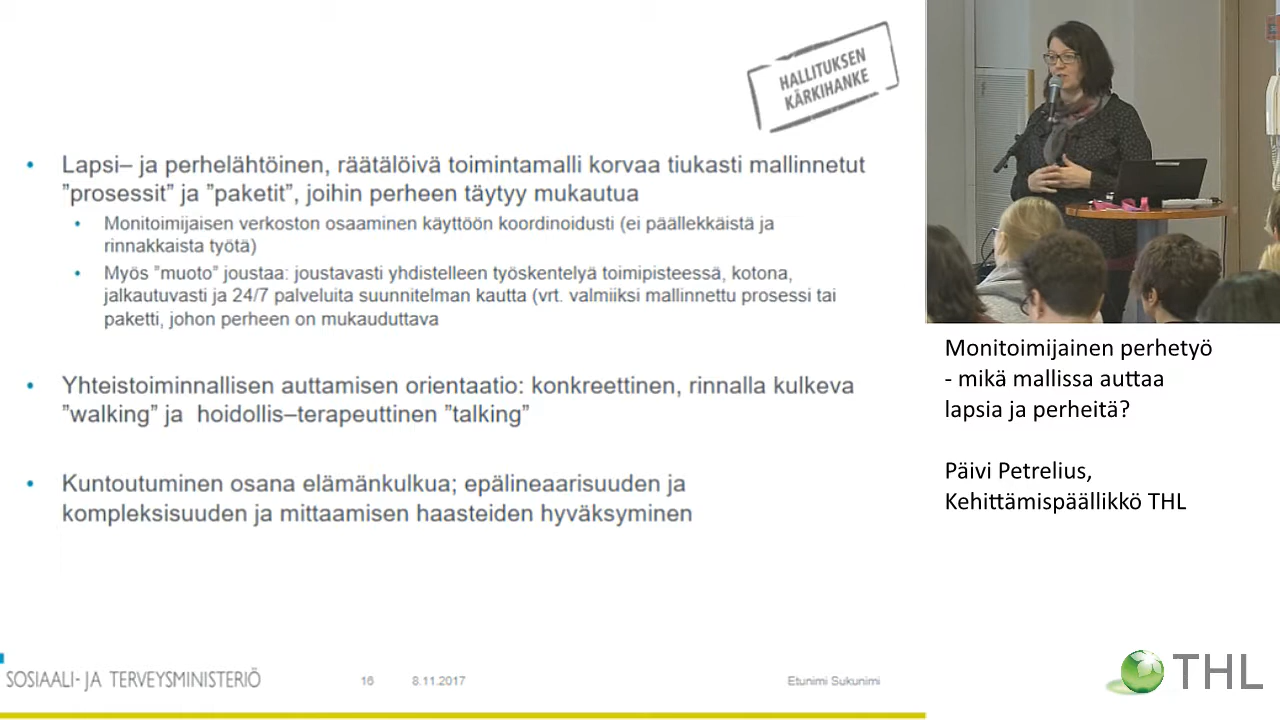 HALLITUKSEN
KÄRKIHANKE
• Lapsi– ja perhelähtöinen, räätälöivä toimintamalli korvaa tiukasti mallinnetut
”prosessit” ja ”paketit”, joihin perheen täytyy mukautua
• Monitoimijaisen verkoston osaaminen käyttöön koordinoidusti (ei päällekkäistä ja
rinnakkaista työtä)
• Myös ”muoto” joustaa: joustavasti yhdistelleen työskentelyä toimipisteessä, kotona,
jalkautuvasti ja 24/7 palveluita suunnitelman kautta (vrt. valmiiksi mallinnettu prosessi tai
paketti, johon perheen on mukauduttava
• Yhteistoiminnallisen auttamisen orientaatio: konkreettinen, rinnalla kulkeva
”walking” ja hoidollis–terapeuttinen ”talking”
• Kuntoutuminen osana elämänkulkua; epälineaarisuuden ja
kompleksisuuden ja mittaamisen haasteiden hyväksyminen
SOSIAALI- JA TERVEYSMINISTERIÖ
16
8.11.2017
Etunimi Sukunimi
Monitoimijainen perhetyö
- mikä mallissa auttaa
lapsia ja perheitä?
Päivi Petrelius,
Kehittämispäällikkö THL
THL